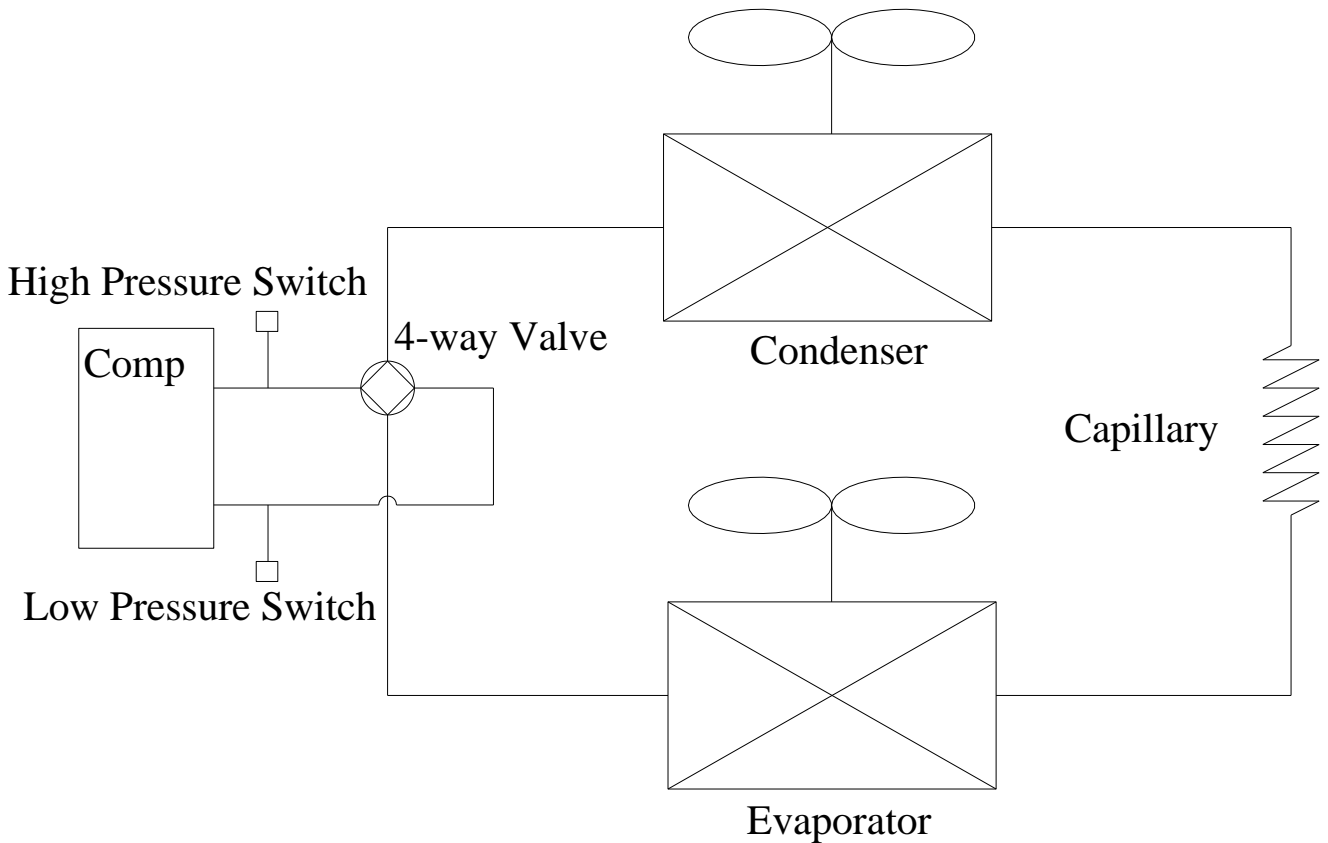 High Pressure Switch
4-way Valve
Comp
Condenser
Capillary
Low Pressure Switch
Evaporator